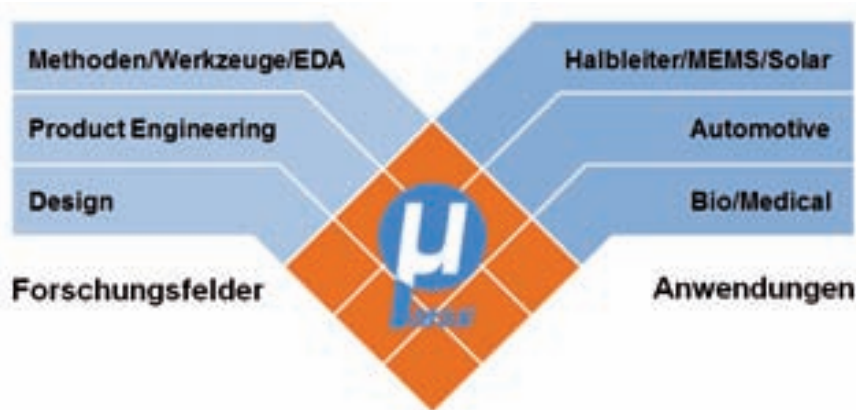 Methoden/Werkzeuge/EDA
Product Engineering
Design
Forschungsfelder
Halbleiter/MEMS/Solar
Automotive
Bio/Medical
Anwendungen
µ